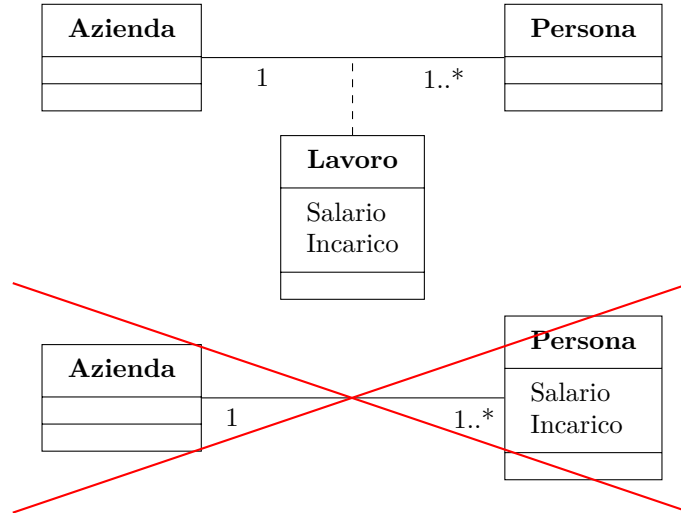 Azienda
Persona
1
1..*
Lavoro
Salario
Incarico
Azienda
Persona
Salario
Incarico
1
1..*